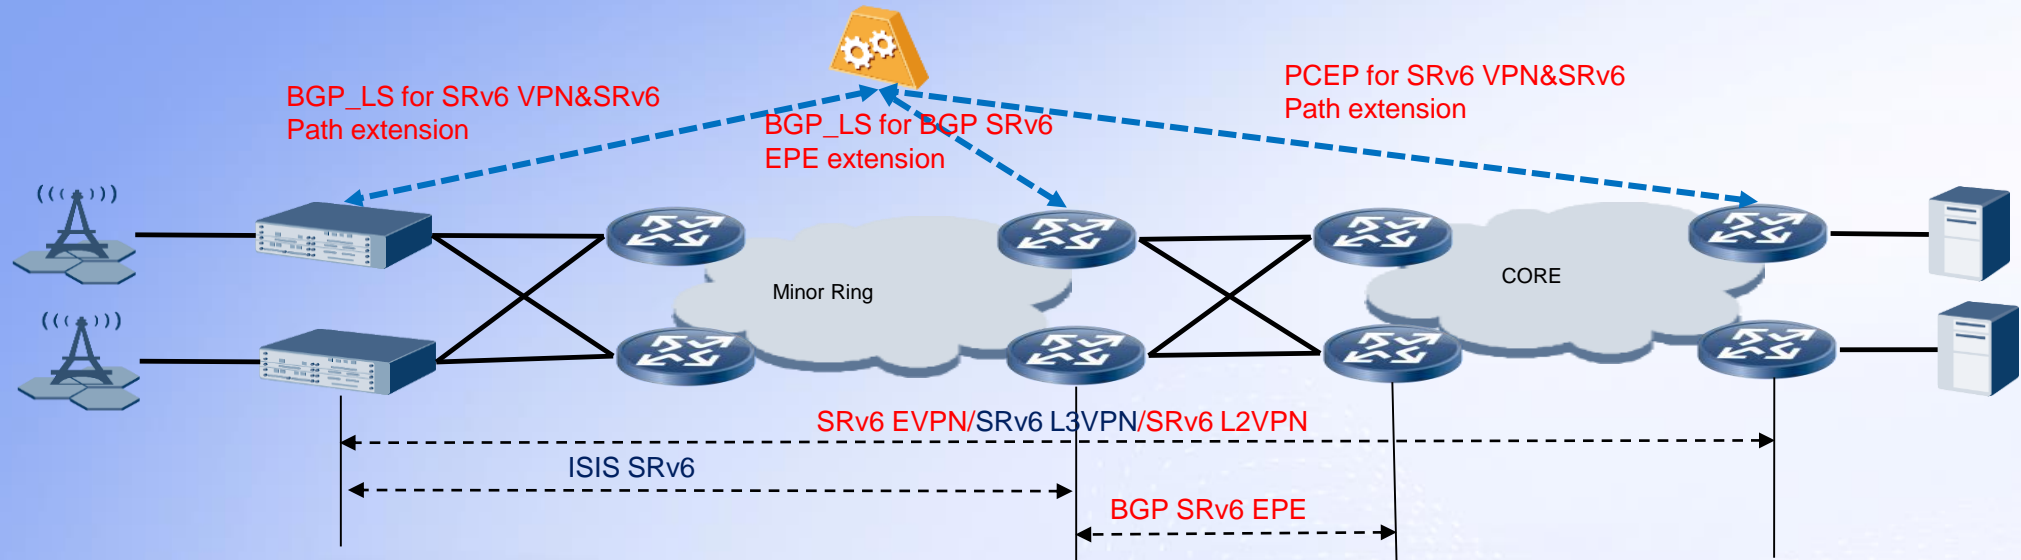 BGP_LS for SRv6 VPN&SRv6
Path extension
BGP_LS for BGP SRv6
EPE extension
PCEP for SRv6 VPN&SRv6
Path extension
Minor Ring
CORE
SRv6 EVPN/SRv6 L3VPN/SRv6 L2VPN
ISIS SRv6
BGP SRv6 EPE